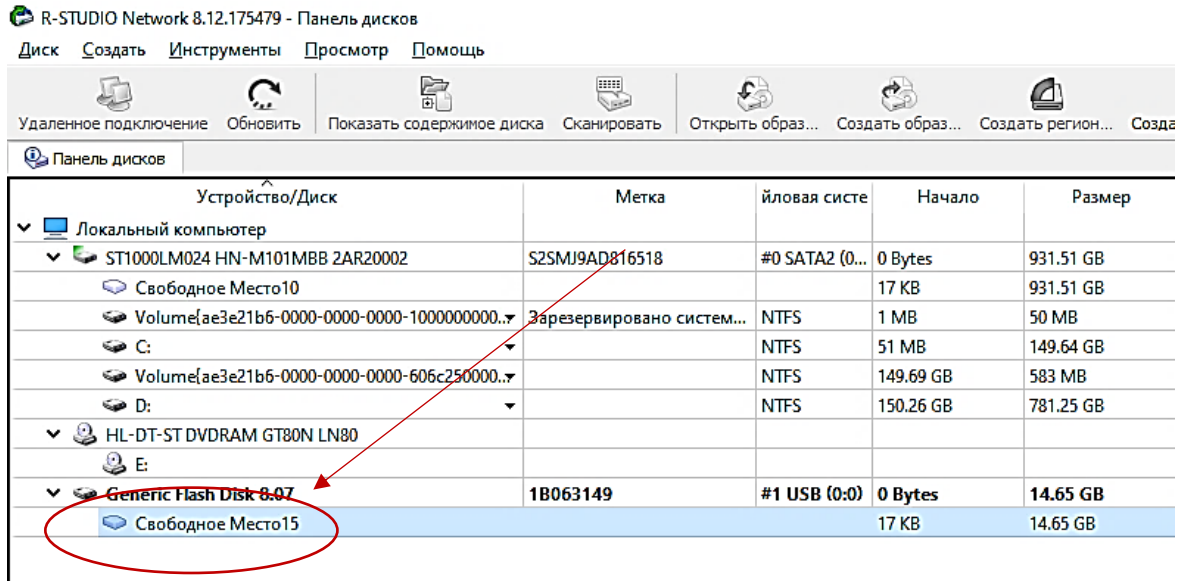 R-STUDIO Network 8.12.175479 - Панель дисков
Диск Создать Инструменты Просмотр Помощь
Удаленное подключение Обновить Показать содержимое диска Сканировать Открыть образ... Создать образ... Создать регион... Созда
Панель дисков
Устройство/Диск Метка йловая систе Начало Размер
Локальный компьютер
ST1000LM024 HN-M101MBB 2AR20002 S2SMJ9AD816518 #0 SATA2 (0... 0 Bytes 931.51 GB
Свободное Место10 17 KB 931.51 GB
Volume{ae3e21b6-0000-0000-0000-1000000000... Зарезервировано систем... NTFS 1 MB 50 MB
C: NTFS 51 MB 149.64 GB
Volume{ae3e21b6-0000-0000-0000-606c250000... NTFS 149.69 GB 583 MB
D: NTFS 150.26 GB 781.25 GB
HL-DT-ST DVDRAM GT80N LN80
E:
Generic Flash Disk 8.07 1B063149 #1 USB (0:0) 0 Bytes 14.65 GB
Свободное Место15 17 KB 14.65 GB